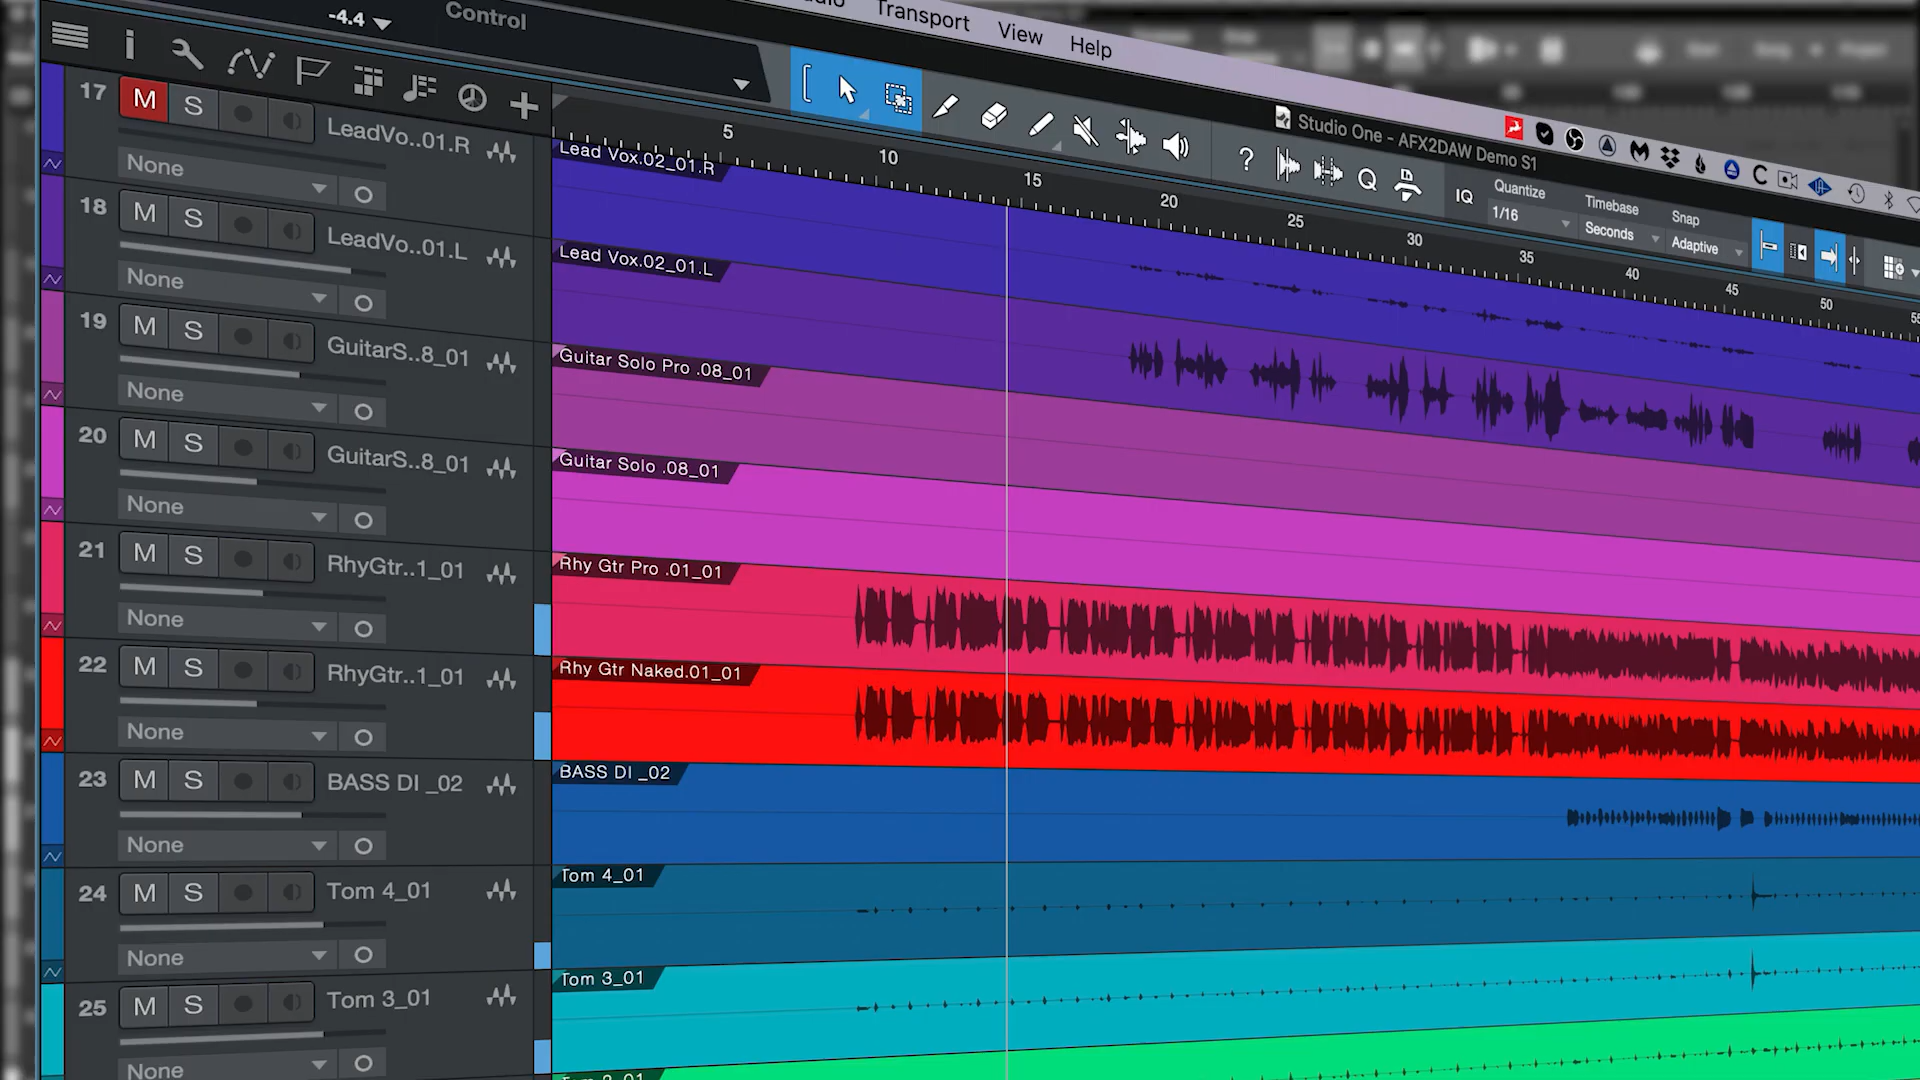 -4.4
Control
Transport
View
Help
Studio One - AFX2DAW Demo S1
IQ
Quantize
1/16
Timebase
Seconds
Snap
Adaptive
5
10
15
20
25
30
35
40
45
50
17
M
S
LeadVo..01.R
None
Lead Vox.02_01.R
18
M
S
LeadVo..01.L
None
Lead Vox.02_01.L
19
M
S
GuitarS..8_01
None
Guitar Solo Pro .08_01
20
M
S
GuitarS..8_01
None
Guitar Solo .08_01
21
M
S
RhyGtr..1_01
None
Rhy Gtr Pro .01_01
22
M
S
RhyGtr..1_01
None
Rhy Gtr Naked.01_01
23
M
S
BASS DI _02
None
BASS DI _02
24
M
S
Tom 4_01
None
Tom 4_01
25
M
S
Tom 3_01
None
Tom 3_01